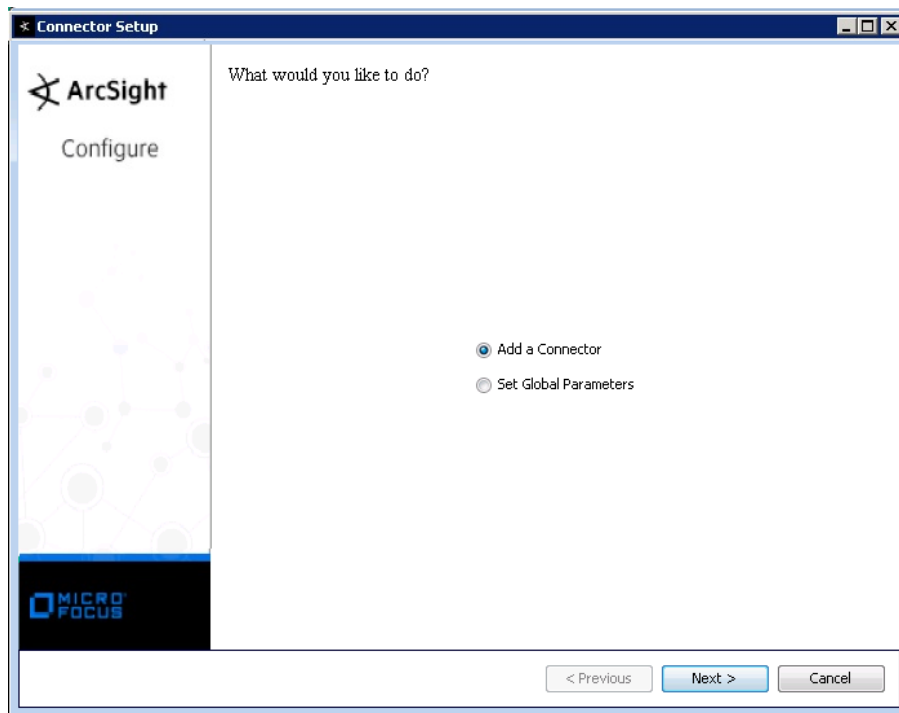 Connector Setup
ArcSight
Configure
What would you like to do?
Add a Connector
Set Global Parameters
MICRO
FOCUS
< Previous
Next >
Cancel